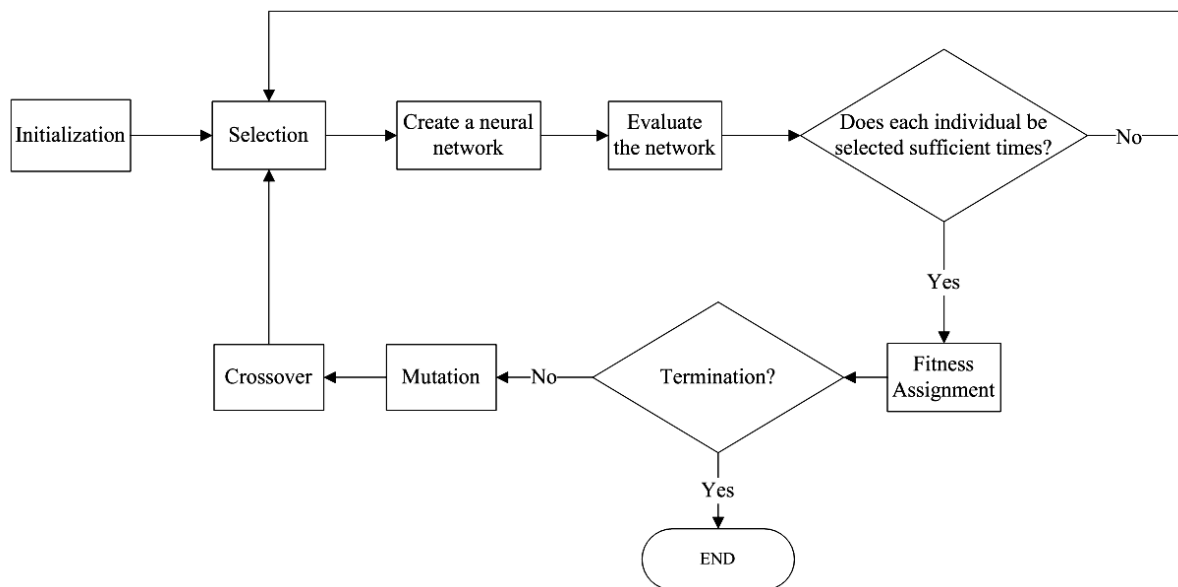 Initialization
Selection
Create a neural
network
Evaluate
the network
Does each individual be
selected sufficient times?
No
Yes
Fitness
Assignment
Termination?
No
Mutation
Crossover
Yes
END